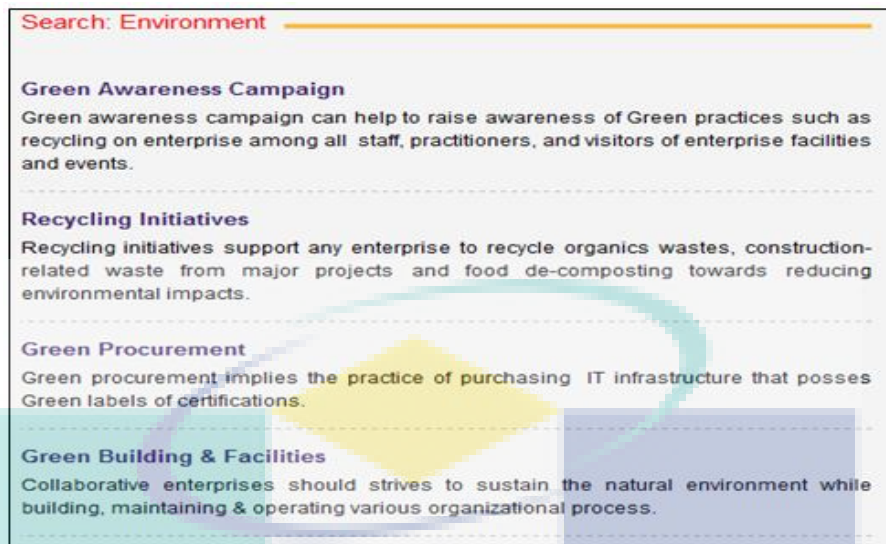 Search: Environment
Green Awareness Campaign
Green awareness campaign can help to raise awareness of Green practices such as
recycling on enterprise among all staff, practitioners, and visitors of enterprise facilities
and events.
Recycling Initiatives
Recycling initiatives support any enterprise to recycle organics wastes, construction-
related waste from major projects and food de-composting towards reducing
environmental impacts.
Green Procurement
Green procurement implies the practice of purchasing IT infrastructure that posses
Green labels of certifications.
Green Building & Facilities
Collaborative enterprises should strives to sustain the natural environment while
building, maintaining & operating various organizational process.